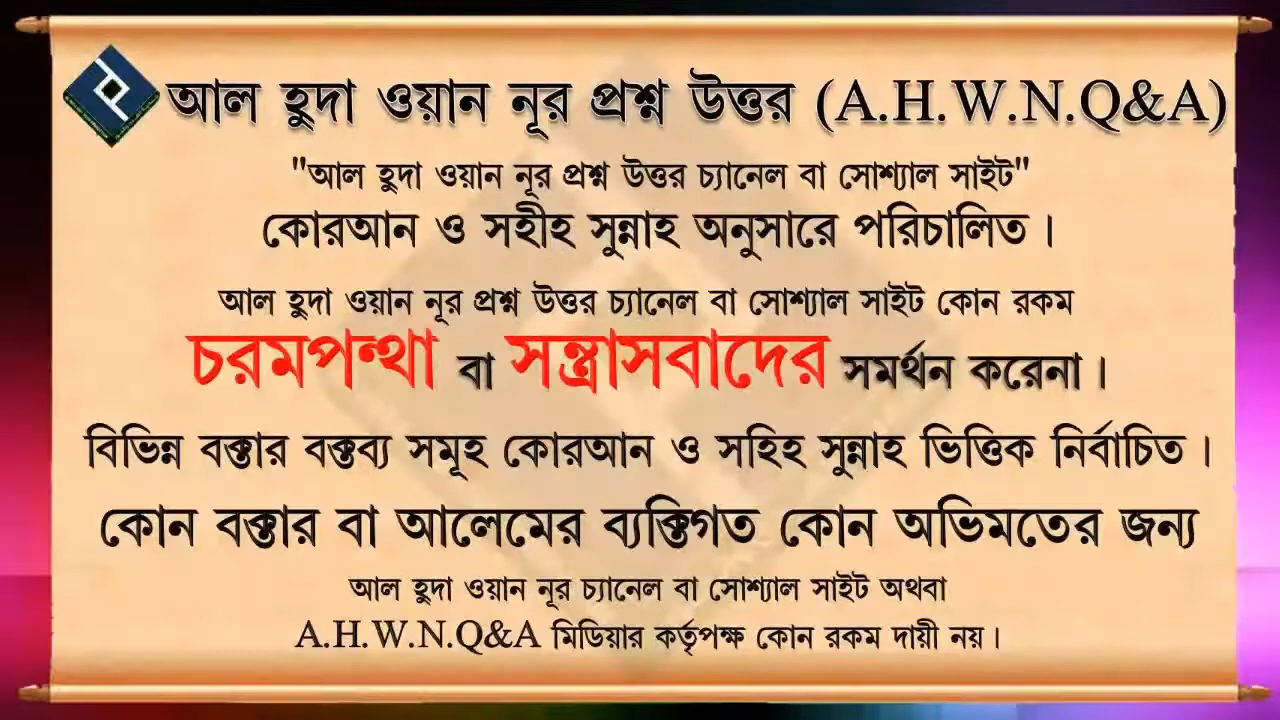 আল হুদা ওয়ান নূর প্রশ্ন উত্তর (A.H.W.N.Q&A)
"আল হুদা ওয়ান নূর প্রশ্ন উত্তর চ্যানেল বা সোশ্যাল সাইট"
কোরআন ও সহীহ সুন্নাহ অনুসারে পরিচালিত।
আল হুদা ওয়ান নূর প্রশ্ন উত্তর চ্যানেল বা সোশ্যাল সাইট কোন রকম
চরমপন্থা বা সন্ত্রাসবাদের সমর্থন করেনা।
বিভিন্ন বক্তার বক্তব্য সমূহ কোরআন ও সহিহ সুন্নাহ ভিত্তিক নির্বাচিত।
কোন বক্তার বা আলেমের ব্যক্তিগত কোন অভিমতের জন্য
আল হুদা ওয়ান নূর চ্যানেল বা সোশ্যাল সাইট অথবা
A.H.W.N.Q&A মিডিয়ার কর্তৃপক্ষ কোন রকম দায়ী নয়।